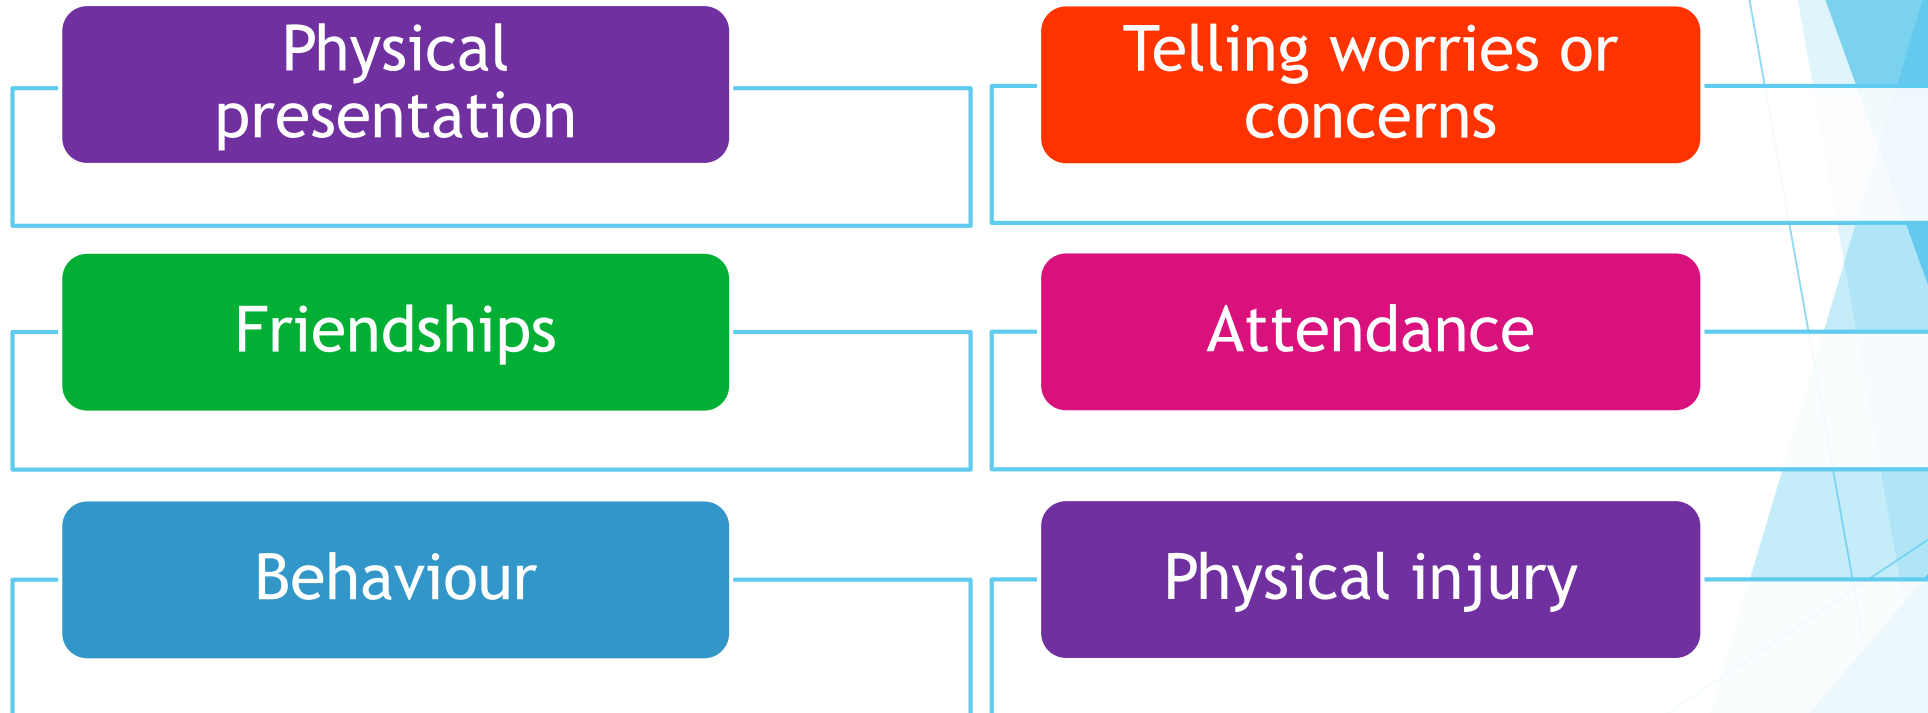 Physical
presentation
Telling worries or
concerns
Friendships
Attendance
Behaviour
Physical injury